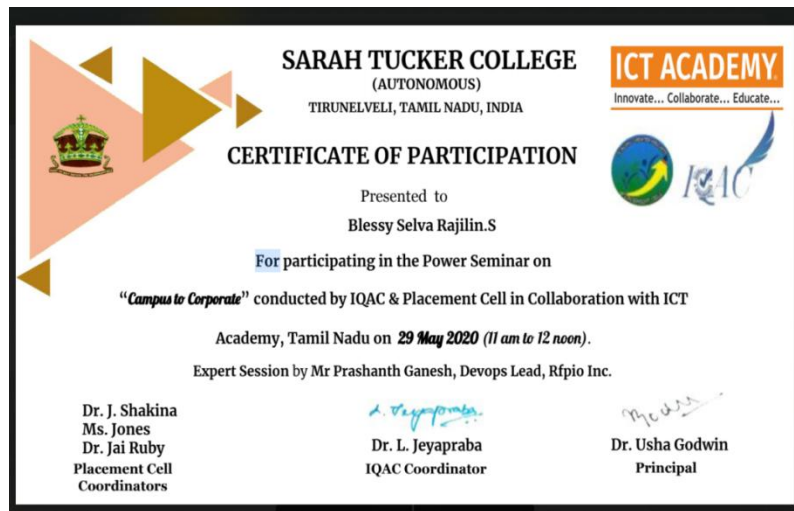 SARAH TUCKER COLLEGE
(AUTONOMOUS)
TIRUNELVELI, TAMIL NADU, INDIA
ICT ACADEMY
Innovate... Collaborate... Educate...
IQAC
CERTIFICATE OF PARTICIPATION
Presented to
Blessy Selva Rajilin.S
For participating in the Power Seminar on
“Campus to Corporate” conducted by IQAC & Placement Cell in Collaboration with ICT
Academy, Tamil Nadu on 29 May 2020 (11 am to 12 noon).
Expert Session by Mr Prashanth Ganesh, Devops Lead, Rfpio Inc.
Dr. J. Shakina
Ms. Jones
Dr. Jai Ruby
Placement Cell
Coordinators
L. Jeyapraba.
Dr. L. Jeyapraba
IQAC Coordinator
Dr. Usha Godwin
Principal